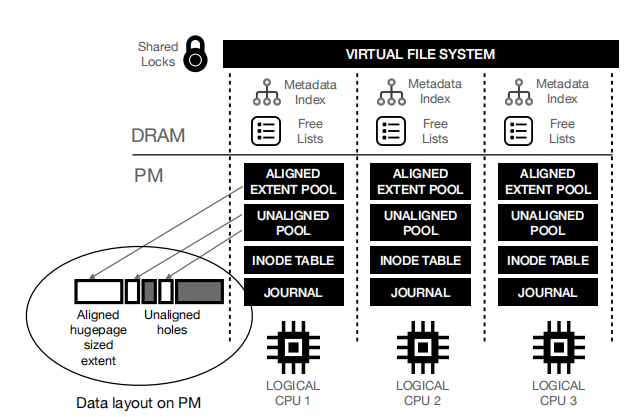 Shared
Locks
VIRTUAL FILE SYSTEM
Metadata
Index
Metadata
Index
Metadata
Index
Free
Lists
Free
Lists
Free
Lists
DRAM
PM
ALIGNED
EXTENT POOL
ALIGNED
EXTENT POOL
ALIGNED
EXTENT POOL
UNALIGNED
POOL
UNALIGNED
POOL
UNALIGNED
POOL
INODE TABLE
INODE TABLE
INODE TABLE
JOURNAL
JOURNAL
JOURNAL
Aligned
hugepage
sized
extent
Unaligned
holes
Data layout on PM
LOGICAL
CPU 1
LOGICAL
CPU 2
LOGICAL
CPU 3